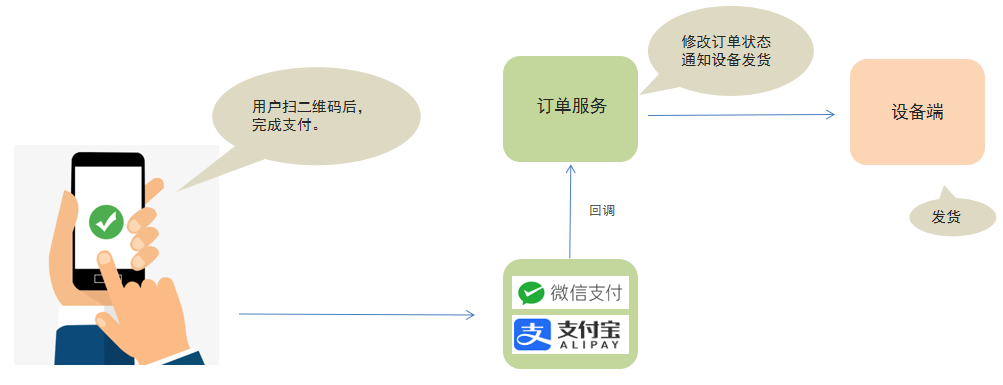 用户扫二维码后，
完成支付。
修改订单状态
通知设备发货
订单服务
设备端
回调
发货
微信支付
支 支付宝
ALIPAY